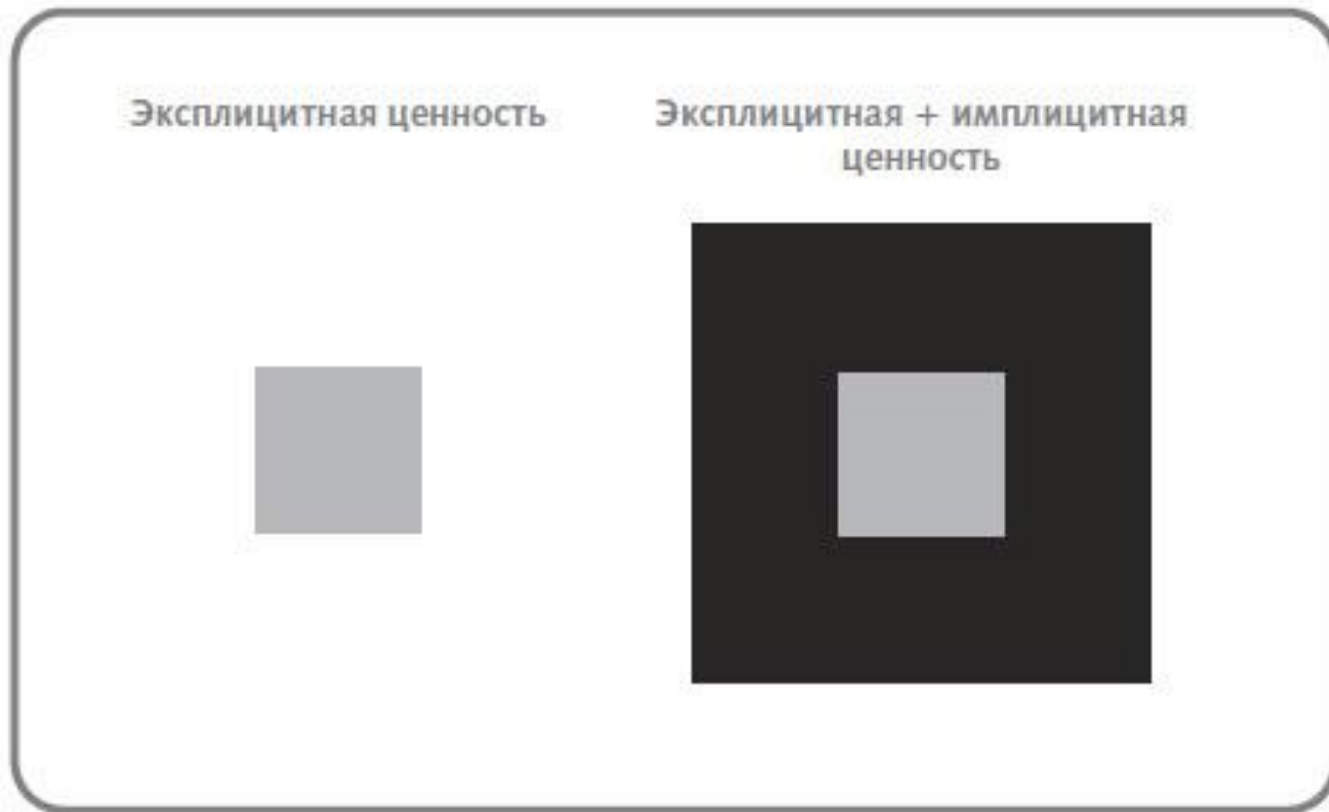 Эксплицитная ценность
Эксплицитная + имплицитная
ценность